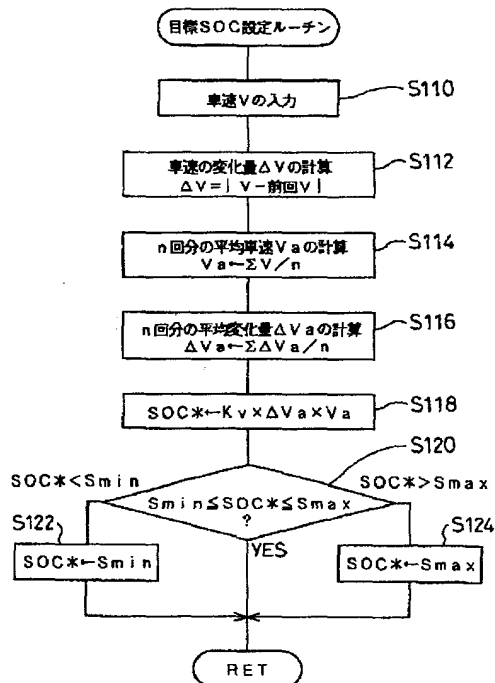 目標SOC設定ルーチン
S110
車速Vの入力
S112
車速の変化量ΔVの計算
ΔV=|V-前回V|
S114
n回分の平均車速Vaの計算
Va←ΣV/n
S116
n回分の平均変化量ΔVaの計算
ΔVa←ΣΔVa/n
S118
SOC*←Kv×ΔVa×Va
S120
SOC*<Smin
SOC*>Smax
Smin≦SOC*≦Smax
?
S122
S124
YES
SOC*←Smin
SOC*←Smax
RET